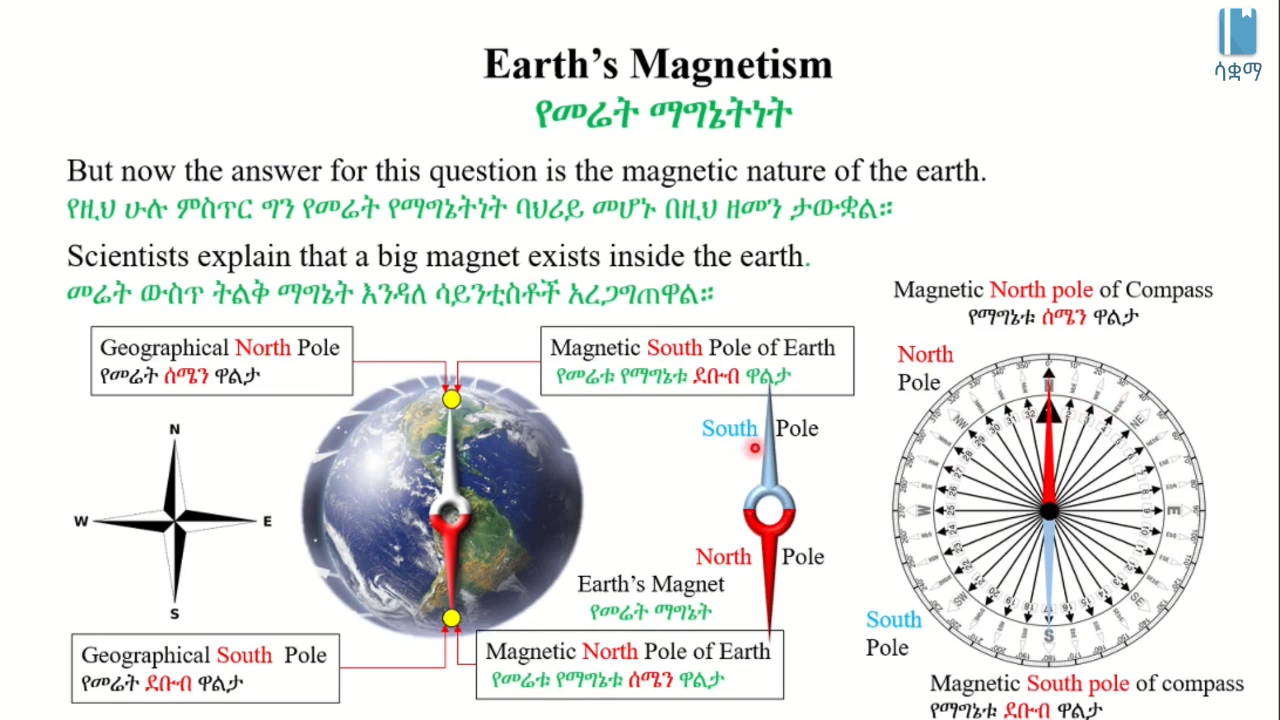 ሳቋማ
Earth's Magnetism
የመሬት ማግኔትነት
But now the answer for this question is the magnetic nature of the earth.
የዚህ ሁሉ ምስጥር ግን የመሬት የማግኔትነት ባህሪይ መሆኑ በዚህ ዘመን ታውቋል።
Scientists explain that a big magnet exists inside the earth.
መሬት ውስጥ ትልቅ ማግኔት እንዳለ ሳይንቲስቶች አረጋግጠዋል።
Geographical North Pole
የመሬት ሰሜን ዋልታ
Magnetic South Pole of Earth
የመሬቱ የማግኔቱ ደቡብ ዋልታ
Magnetic North pole of Compass
የማግኔቱ ሰሜን ዋልታ
North
Pole
N
W E
S
South Pole
North Pole
Earth's Magnet
የመሬት ማግኔት
NW NE
W E
SW SE
S
South
Pole
Geographical South Pole
የመሬት ደቡብ ዋልታ
Magnetic North Pole of Earth
የመሬቱ የማግኔቱ ሰሜን ዋልታ
Magnetic South pole of compass
የማግኔቱ ደቡብ ዋልታ